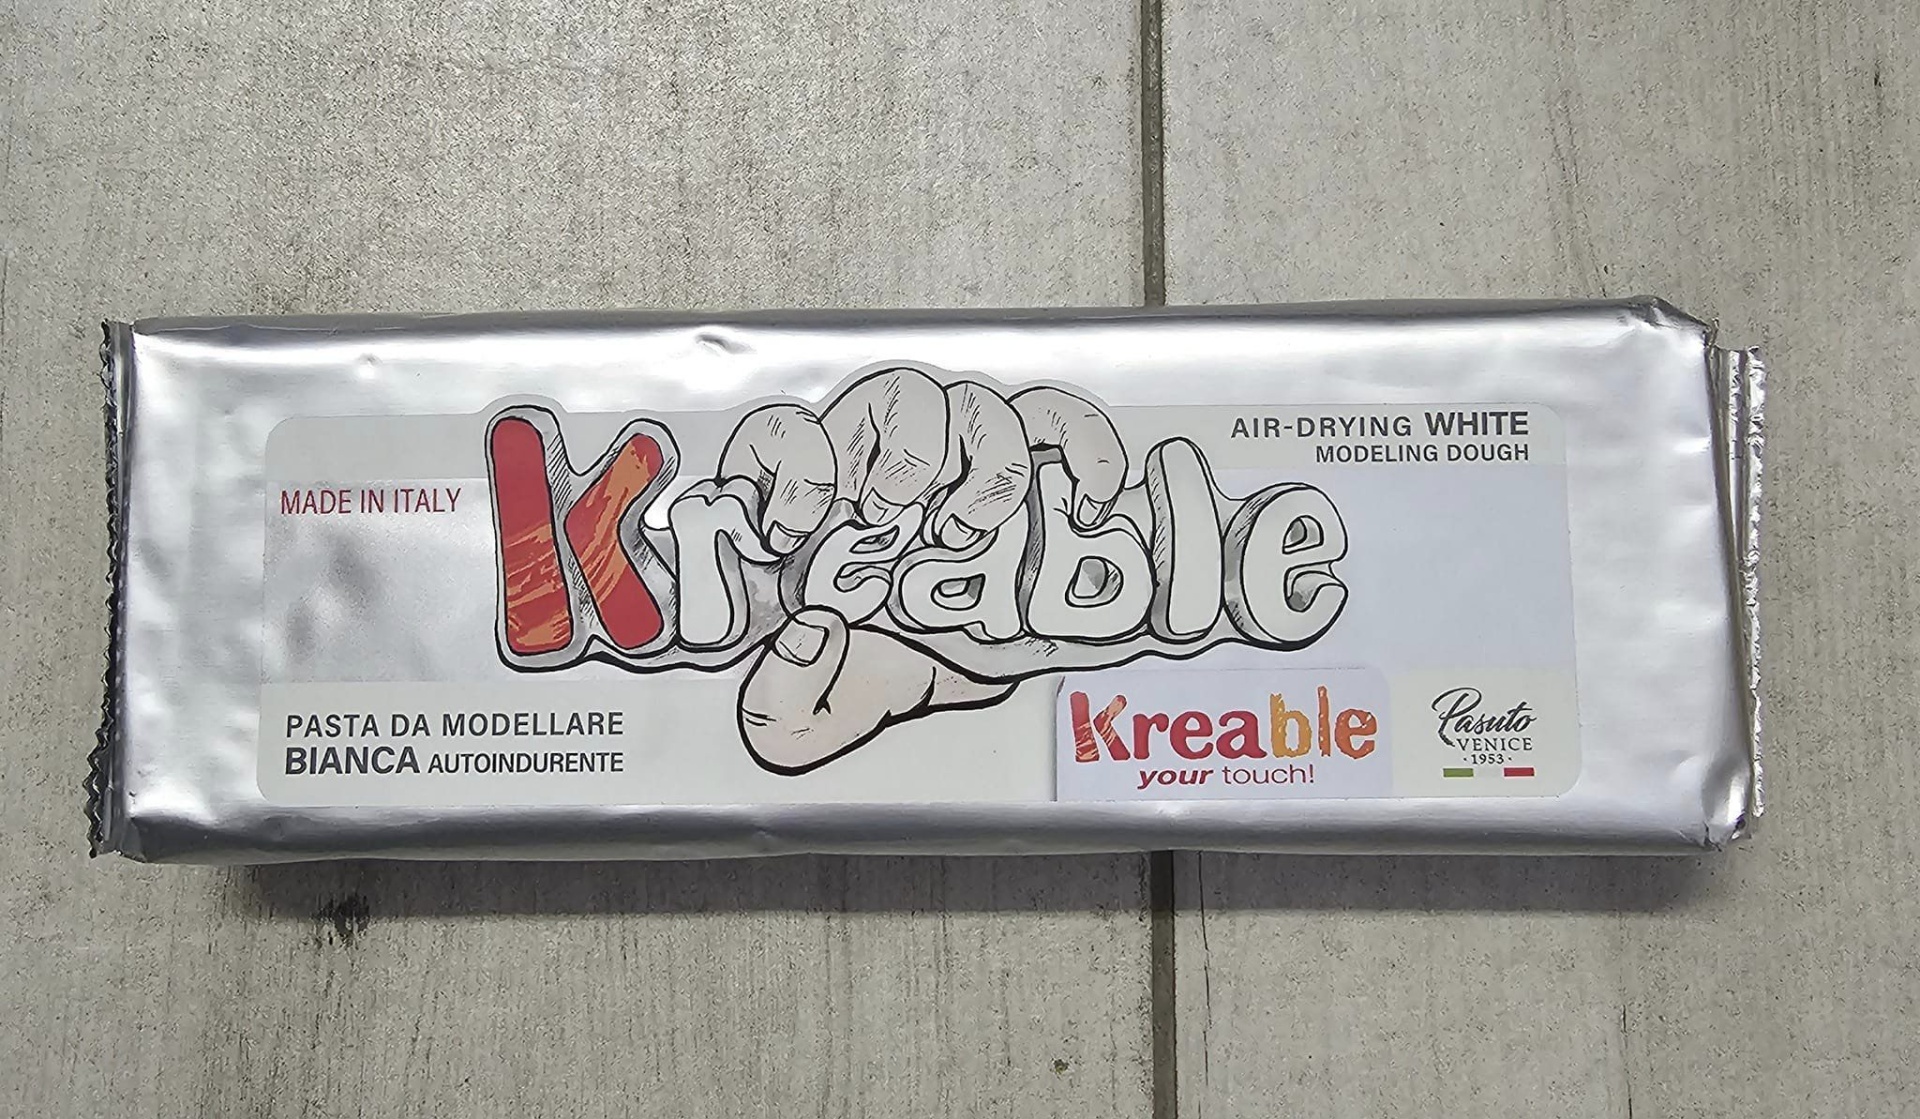 AIR-DRYING WHITE
MODELING DOUGH
MADE IN ITALY
Kreable
PASTA DA MODELLARE
BIANCA AUTOINDURENTE
Kreable
your touch!
Pasuto
VENICE
·1953·